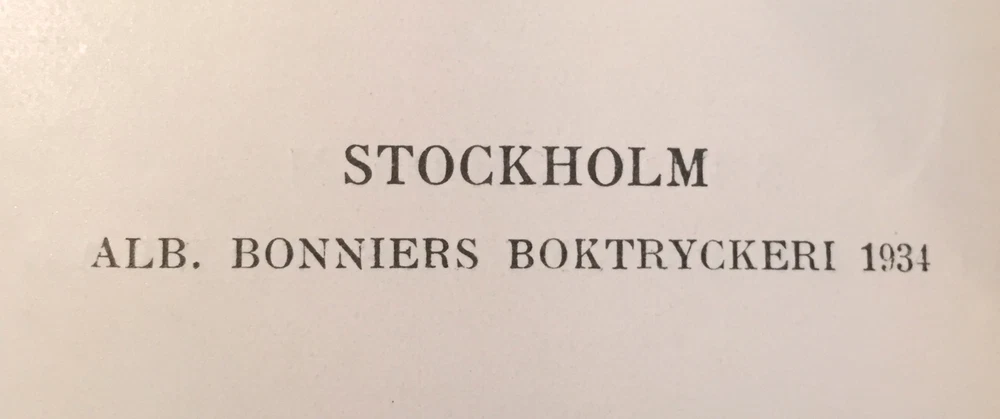 STOCKHOLM
ALB. BONNIERS BOKTRYCKERI 1934